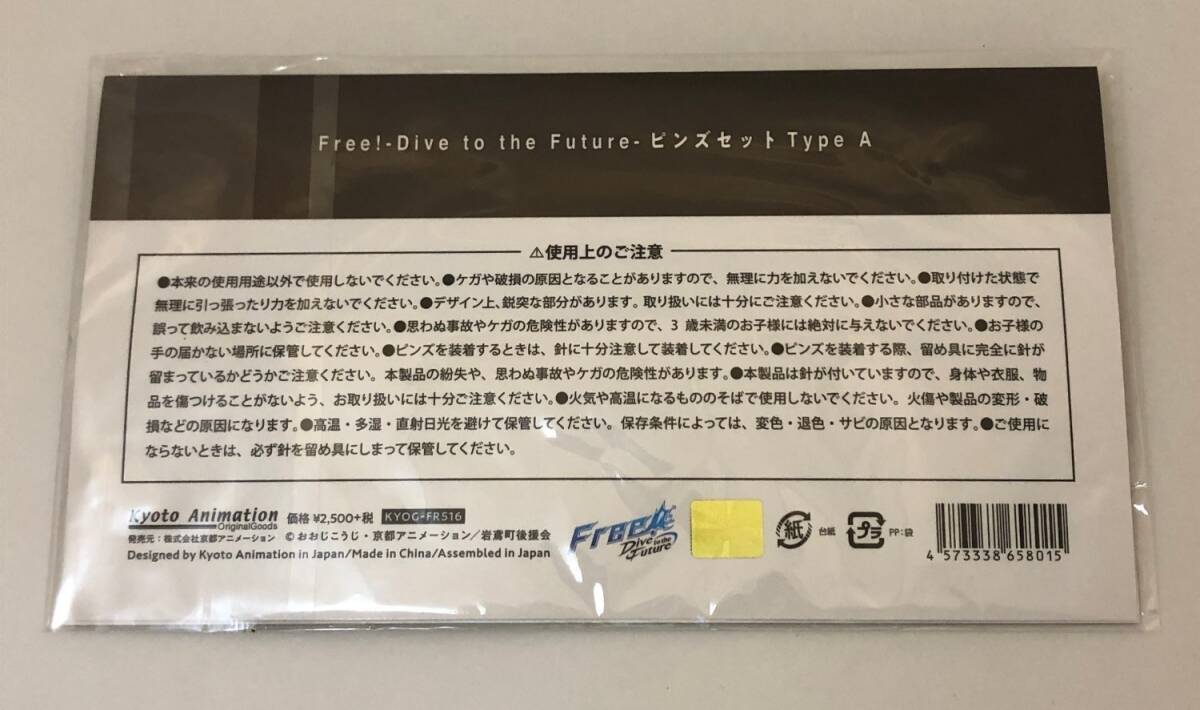 Free!-Dive to the Future-ピンズセット Type A
⚠使用上のご注意
●本来の使用用途以外で使用しないでください。●ケガや破損の原因となることがありますので、無理に力を加えないでください。●取り付けた状態で
無理に引っ張ったり力を加えないでください。●デザイン上、鋭突な部分があります。取り扱いには十分にご注意ください。●小さな部品がありますので、
誤って飲み込まないようご注意ください。●思わぬ事故やケガの危険性がありますので、3歳未満のお子様には絶対に与えないでください。●お子様の
手の届かない場所に保管してください。●ピンズを装着するときは、針に十分注意して装着してください。●ピンズを装着する際、留め具に完全に針が
留まっているかどうかご注意ください。本製品の紛失や、思わぬ事故やケガの危険性があります。●本製品は針が付いていますので、身体や衣服、物
品を傷つけることがないよう、お取り扱いには十分ご注意ください。●火気や高温になるもののそばで使用しないでください。火傷や製品の変形・破
損などの原因になります。●高温・多湿・直射日光を避けて保管してください。保存条件によっては、変色・退色・サビの原因となります。●ご使用に
ならないときは、必ず針を留め具にしまって保管してください。
Kyoto Animation
OriginalGoods
価格 ¥2,500+税 KYOG-FR516
発売元:株式会社京都アニメーション ©おおじこうじ・京都アニメーション/岩鳶町後援会
Designed by Kyoto Animation in Japan/Made in China/Assembled in Japan
Free!
Dive to the Future
紙 台紙
プラ PP:袋
4 573338 658015